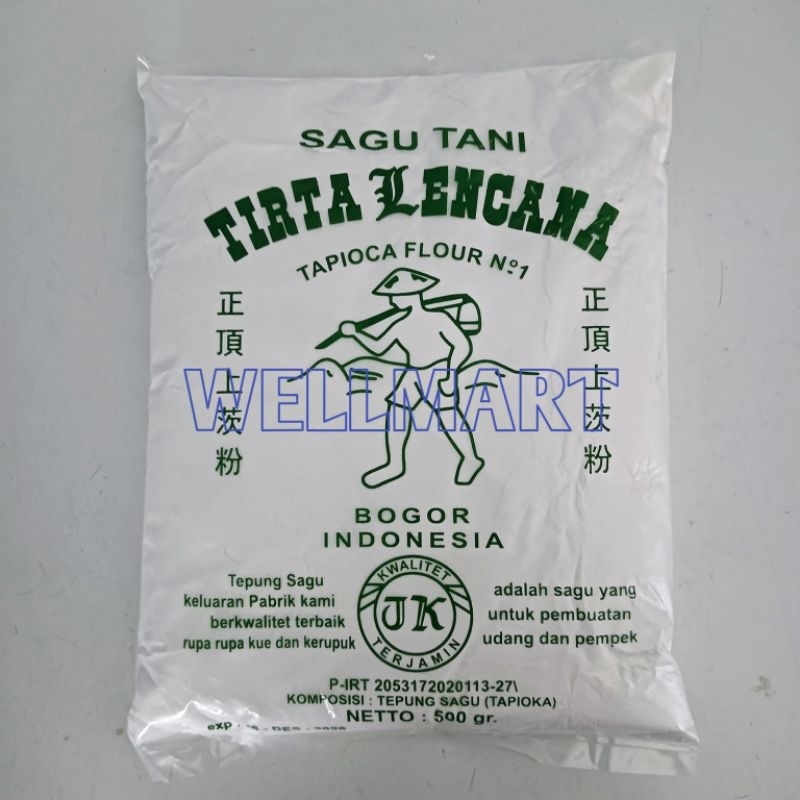 SAGU TANI
TIRTA LENCANA
TAPIOCA FLOUR Nº1
正頂上茨粉
正頂上茨粉
WELLMART
BOGOR
INDONESIA
KWALITET
JK
TERJAMIN
Tepung Sagu
keluaran Pabrik kami
berkwalitet terbaik
rupa rupa kue dan kerupuk
adalah sagu yang
untuk pembuatan
udang dan pempek
P-IRT 2053172020113-27\
KOMPOSISI : TEPUNG SAGU (TAPIOKA)
NETTO : 500 gr.
exp